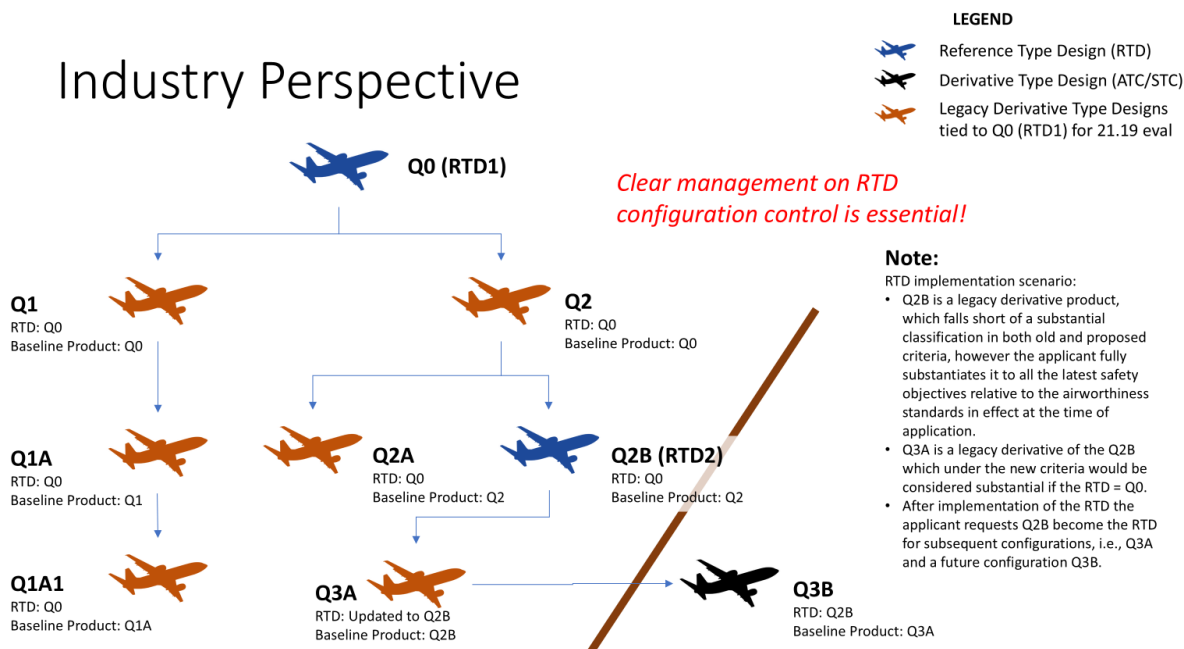 Industry Perspective
LEGEND
Reference Type Design (RTD)
Derivative Type Design (ATC/STC)
Legacy Derivative Type Designs
tied to Q0 (RTD1) for 21.19 eval
Q0 (RTD1)
Clear management on RTD
configuration control is essential!
Q1
RTD: Q0
Baseline Product: Q0
Q2
RTD: Q0
Baseline Product: Q0
Q1A
RTD: Q0
Baseline Product: Q1
Q2A
RTD: Q0
Baseline Product: Q2
Q2B (RTD2)
RTD: Q0
Baseline Product: Q2
Q1A1
RTD: Q0
Baseline Product: Q1A
Q3A
RTD: Updated to Q2B
Baseline Product: Q2B
Q3B
RTD: Q2B
Baseline Product: Q3A
Note:
RTD implementation scenario:
• Q2B is a legacy derivative product,
which falls short of a substantial
classification in both old and proposed
criteria, however the applicant fully
substantiates it to all the latest safety
objectives relative to the airworthiness
standards in effect at the time of
application.
• Q3A is a legacy derivative of the Q2B
which under the new criteria would be
considered substantial if the RTD = Q0.
• After implementation of the RTD the
applicant requests Q2B become the RTD
for subsequent configurations, i.e., Q3A
and a future configuration Q3B.